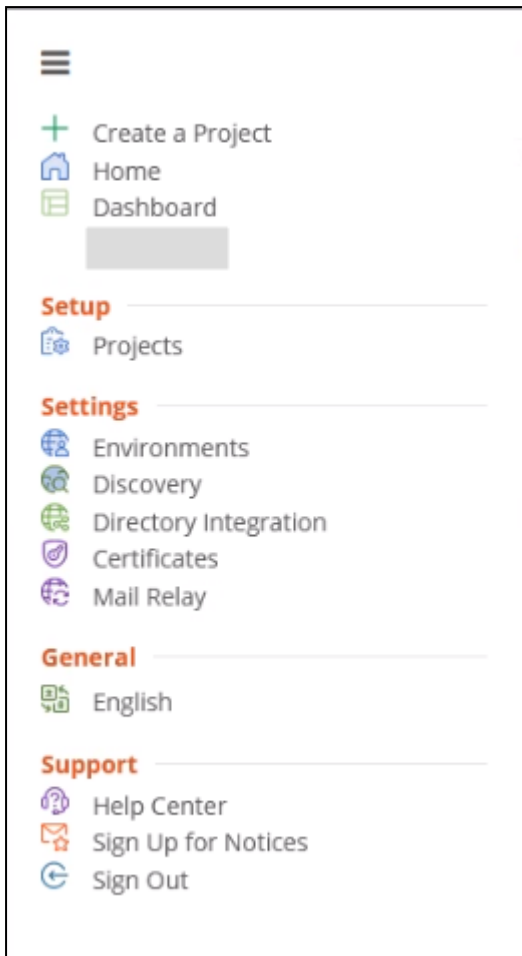 Create a Project
Home
Dashboard
Setup
Projects
Settings
Environments
Discovery
Directory Integration
Certificates
Mail Relay
General
English
Support
Help Center
Sign Up for Notices
Sign Out